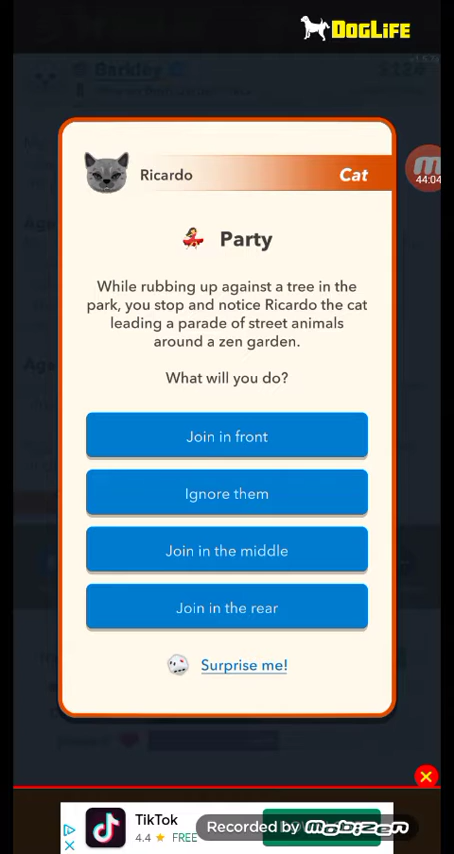 DOGLIFE
Barkley
44:04
Ricardo
Cat
Party
While rubbing up against a tree in the
park, you stop and notice Ricardo the cat
leading a parade of street animals
around a zen garden.
What will you do?
Join in front
Ignore them
Join in the middle
Join in the rear
Surprise me!
TikTok
4.4 ★ FREE
Recorded by mobizen